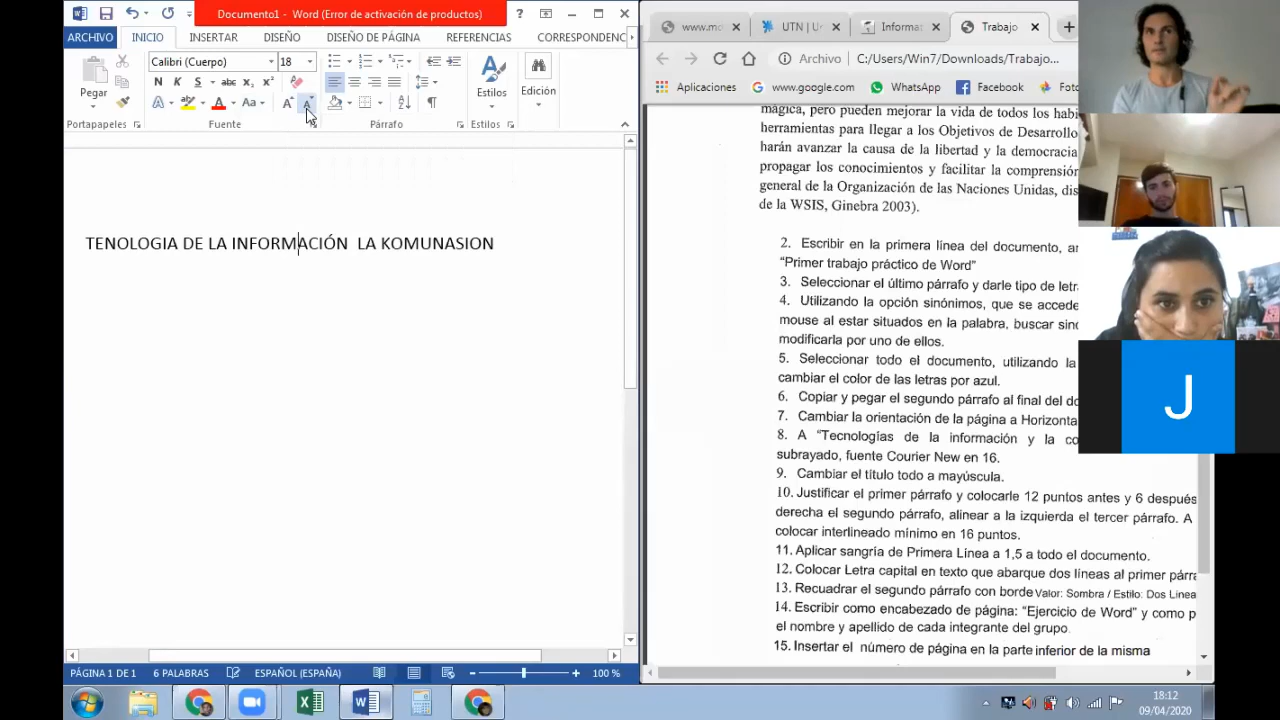 Documento1 - Word (Error de activación de productos)
ARCHIVO INICIO INSERTAR DISEÑO DISEÑO DE PÁGINA REFERENCIAS CORRESPONDENC
Calibri (Cuerpo) 18
Pegar
N K S abc x₂ x²
Aa
Estilos
Edición
Portapapeles Fuente Párrafo Estilos
TENOLOGIA DE LA INFORMACIÓN LA KOMUNASION
PÁGINA 1 DE 1 6 PALABRAS ESPAÑOL (ESPAÑA) 100 %
www.mo UTN | U Informat Trabajo
Archivo C:/Users/Win7/Downloads/Trabajo...
Aplicaciones www.google.com WhatsApp Facebook Foto
mágica, pero pueden mejorar la vida de todos los habi
herramientas para llegar a los Objetivos de Desarrollo
harán avanzar la causa de la libertad y la democracia
propagar los conocimientos y facilitar la comprensión
general de la Organización de las Naciones Unidas, dis
de la WSIS, Ginebra 2003).
2. Escribir en la primera línea del documento, ar
“Primer trabajo práctico de Word”
3. Seleccionar el último párrafo y darle tipo de letra
4. Utilizando la opción sinónimos, que se accede
mouse al estar situados en la palabra, buscar sinó
modificarla por uno de ellos.
5. Seleccionar todo el documento, utilizando la
cambiar el color de las letras por azul.
6. Copiar y pegar el segundo párrafo al final del do
7. Cambiar la orientación de la página a Horizonta
8. A “Tecnologías de la información y la co
subrayado, fuente Courier New en 16.
9. Cambiar el título todo a mayúscula.
10. Justificar el primer párrafo y colocarle 12 puntos antes y 6 después
derecha el segundo párrafo, alinear a la izquierda el tercer párrafo. A
colocar interlineado mínimo en 16 puntos.
11. Aplicar sangría de Primera Línea a 1,5 a todo el documento.
12. Colocar Letra capital en texto que abarque dos líneas al primer párra
13. Recuadrar el segundo párrafo con borde Valor: Sombra / Estilo: Dos Linea
14. Escribir como encabezado de página: “Ejercicio de Word” y como p
el nombre y apellido de cada integrante del grupo.
15. Insertar el número de página en la parte inferior de la misma
J
18:12
09/04/2020